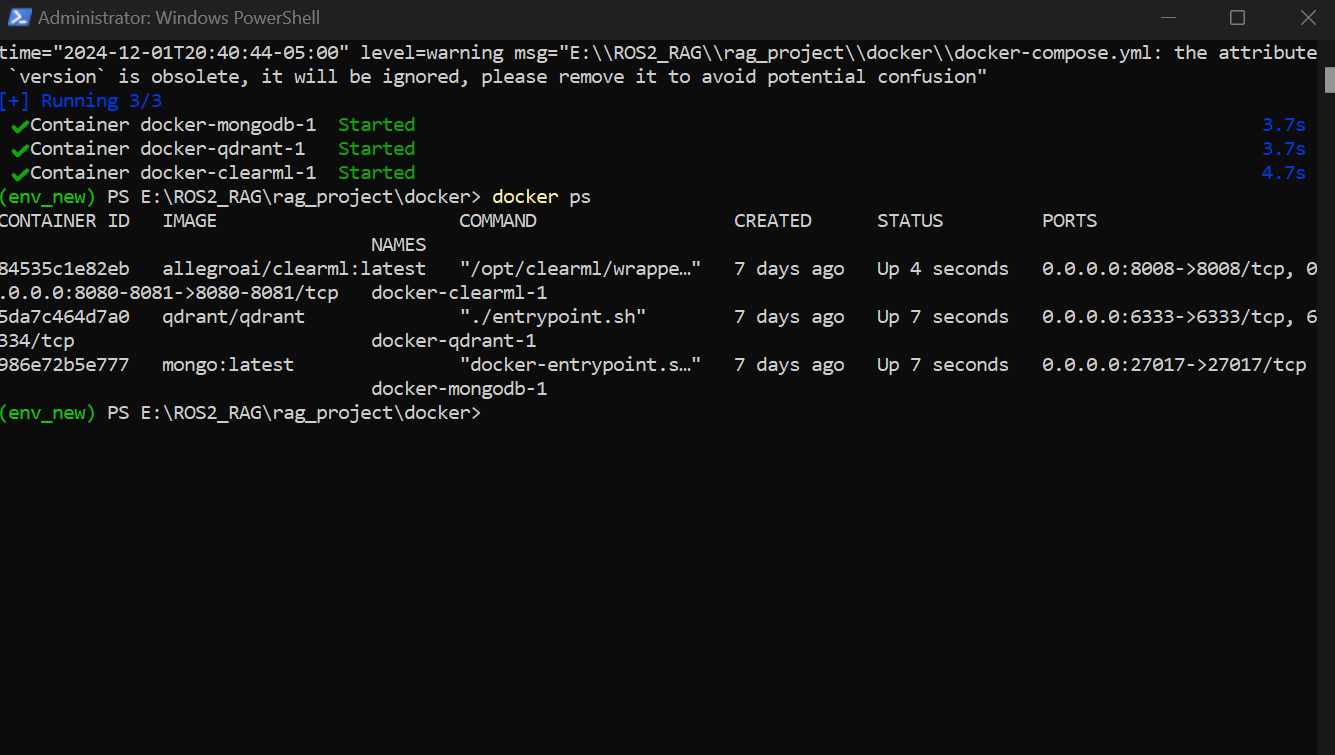 Administrator: Windows PowerShell
time="2024-12-01T20:40:44-05:00" level=warning msg="E:\\ROS2_RAG\\rag_project\\docker\\docker-compose.yml: the attribute
`version` is obsolete, it will be ignored, please remove it to avoid potential confusion"
[+] Running 3/3
✔Container docker-mongodb-1  Started 3.7s
✔Container docker-qdrant-1   Started 3.7s
✔Container docker-clearml-1  Started 4.7s
(env_new) PS E:\ROS2_RAG\rag_project\docker> docker ps
CONTAINER ID   IMAGE                      COMMAND                  CREATED      STATUS         PORTS
NAMES
84535c1e82eb   allegroai/clearml:latest   "/opt/clearml/wrappe…"   7 days ago   Up 4 seconds   0.0.0.0:8008->8008/tcp, 0
.0.0.0:8080-8081->8080-8081/tcp   docker-clearml-1
5da7c464d7a0   qdrant/qdrant              "./entrypoint.sh"        7 days ago   Up 7 seconds   0.0.0.0:6333->6333/tcp, 6
334/tcp                           docker-qdrant-1
986e72b5e777   mongo:latest               "docker-entrypoint.s…"   7 days ago   Up 7 seconds   0.0.0.0:27017->27017/tcp
docker-mongodb-1
(env_new) PS E:\ROS2_RAG\rag_project\docker>